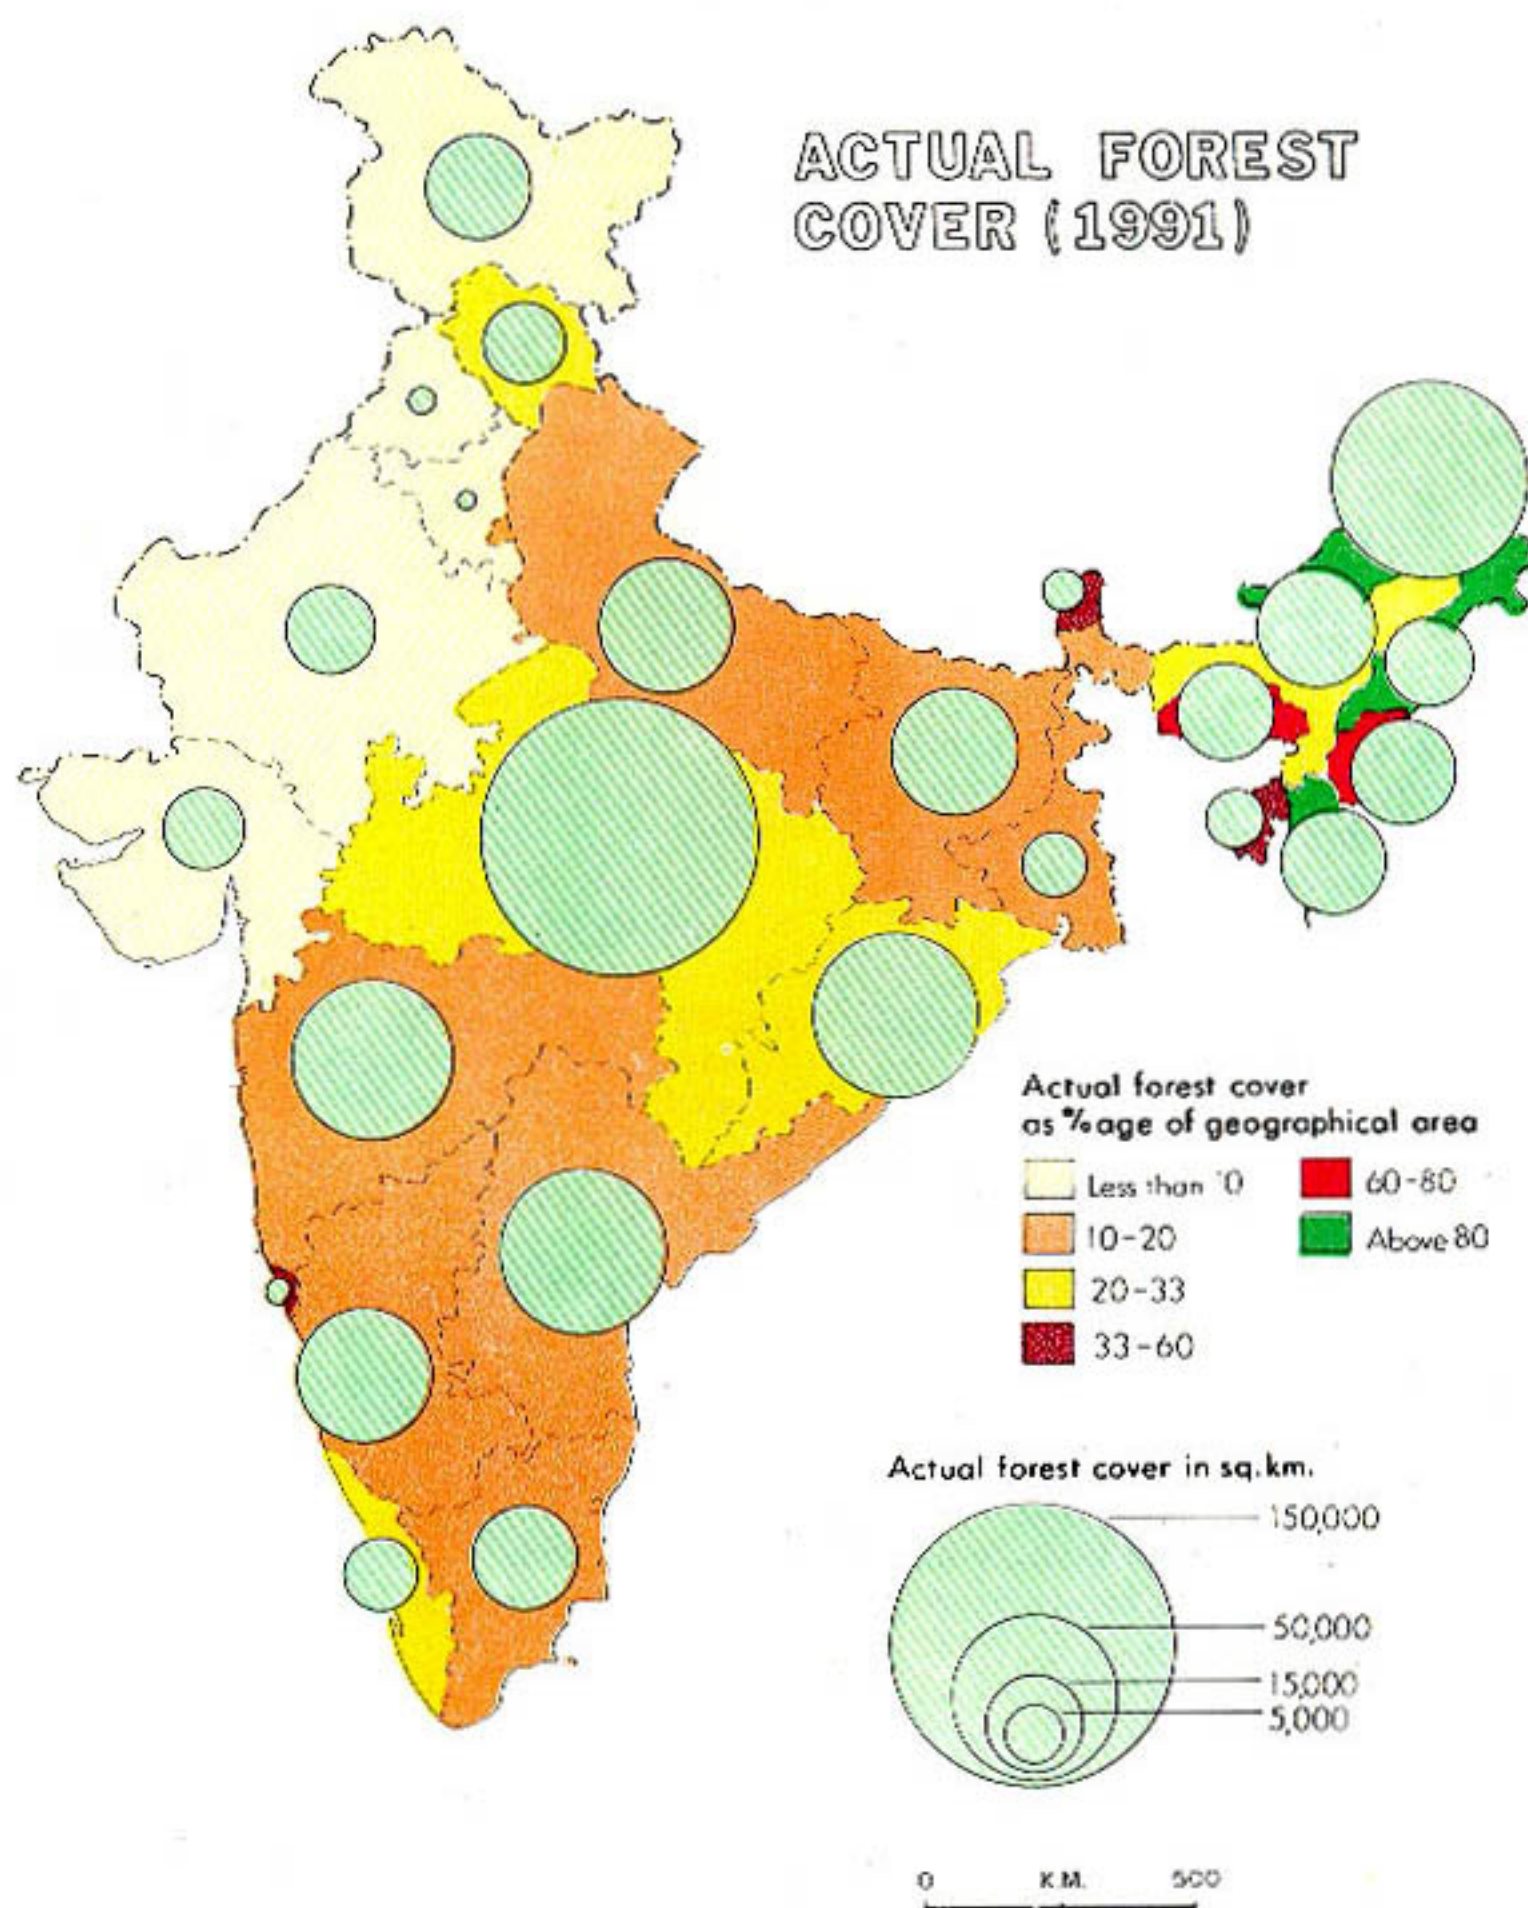 ACTUAL FOREST
COVER (1991)
Actual forest cover
as %age of geographical area
Less than 10
10-20
20-33
33-60
60-80
Above 80
Actual forest cover in sq.km.
150,000
50,000
15,000
5,000
0 K.M. 500